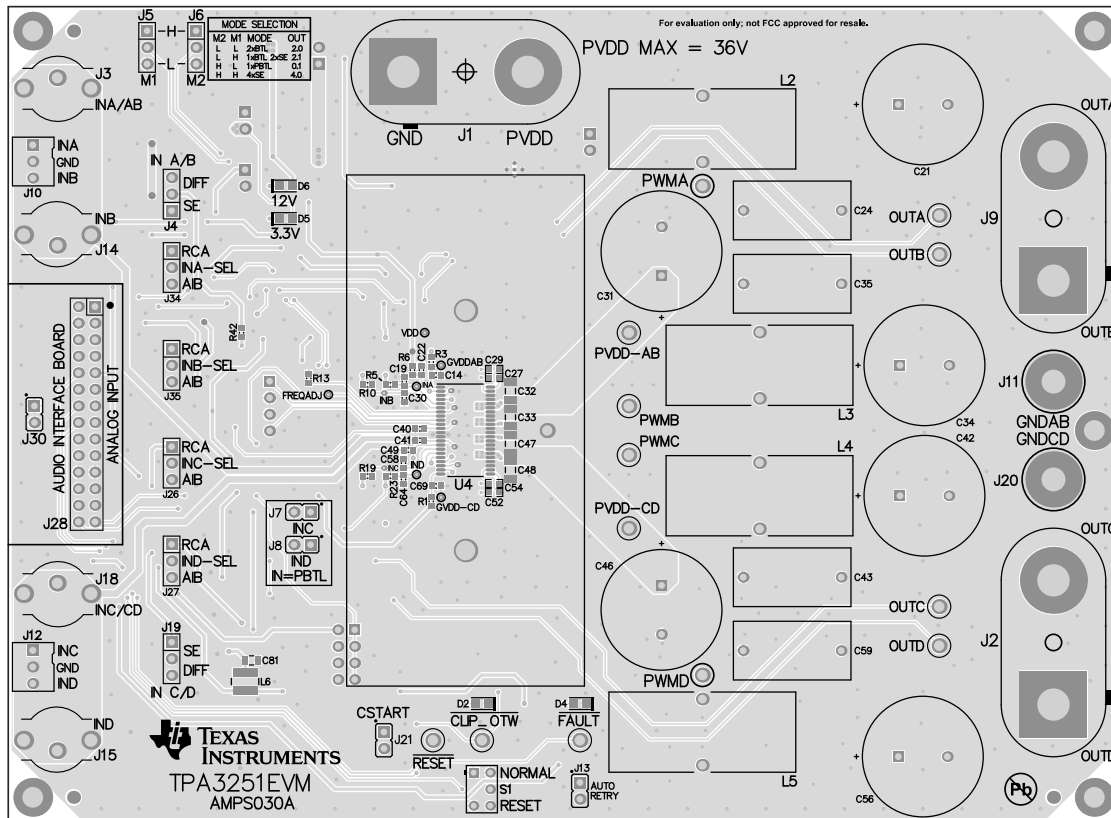 J5
J6
H
L
M1
M2
MODE SELECTION
M2 M1 MODE OUT
L L 2xBTL 2.0
L H 1xBTL 2xSE 2.1
H L 1xPBTL 0.1
H H 4xSE 4.0
For evaluation only; not FCC approved for resale.
PVDD MAX = 36V
GND
J1
PVDD
J3
INA/AB
INA
GND
INB
J10
IN A/B
DIFF
SE
J4
D6
12V
D5
3.3V
INB
J14
RCA
INA-SEL
AIB
J34
R42
RCA
INB-SEL
AIB
J35
R13
FREQADJ
J30
AUDIO INTERFACE BOARD
ANALOG INPUT
J28
RCA
INC-SEL
AIB
J26
RCA
IND-SEL
AIB
J27
J7
INC
J8
IND
IN=PBTL
J18
INC/CD
J12
INC
GND
IND
J19
SE
DIFF
IN C/D
C81
L6
IND
J15
VDD
R6
C22
R3
GVDDAB
C29
C19
C14
C27
R5
R10
INA
INB
C30
C32
C33
C40
C41
C47
C49
C58
IND
C48
R19
INC
R23
C64
C69
U4
C54
C52
R1
GVDD-CD
L2
PWMA
C21
C24
C31
C35
OUTA
OUTB
OUTA
J9
OUTB
PVDD-AB
PWMB
L3
C34
J11
GNDAB
GNDCD
C42
PWMC
L4
J20
PVDD-CD
C46
C43
C59
PWMD
OUTC
OUTD
OUTC
J2
OUTD
L5
C56
Pb
TEXAS
INSTRUMENTS
TPA3251EVM
AMPS030A
CSTART
J21
D2
CLIP_OTW
D4
FAULT
RESET
NORMAL
S1
RESET
J13
AUTO
RETRY